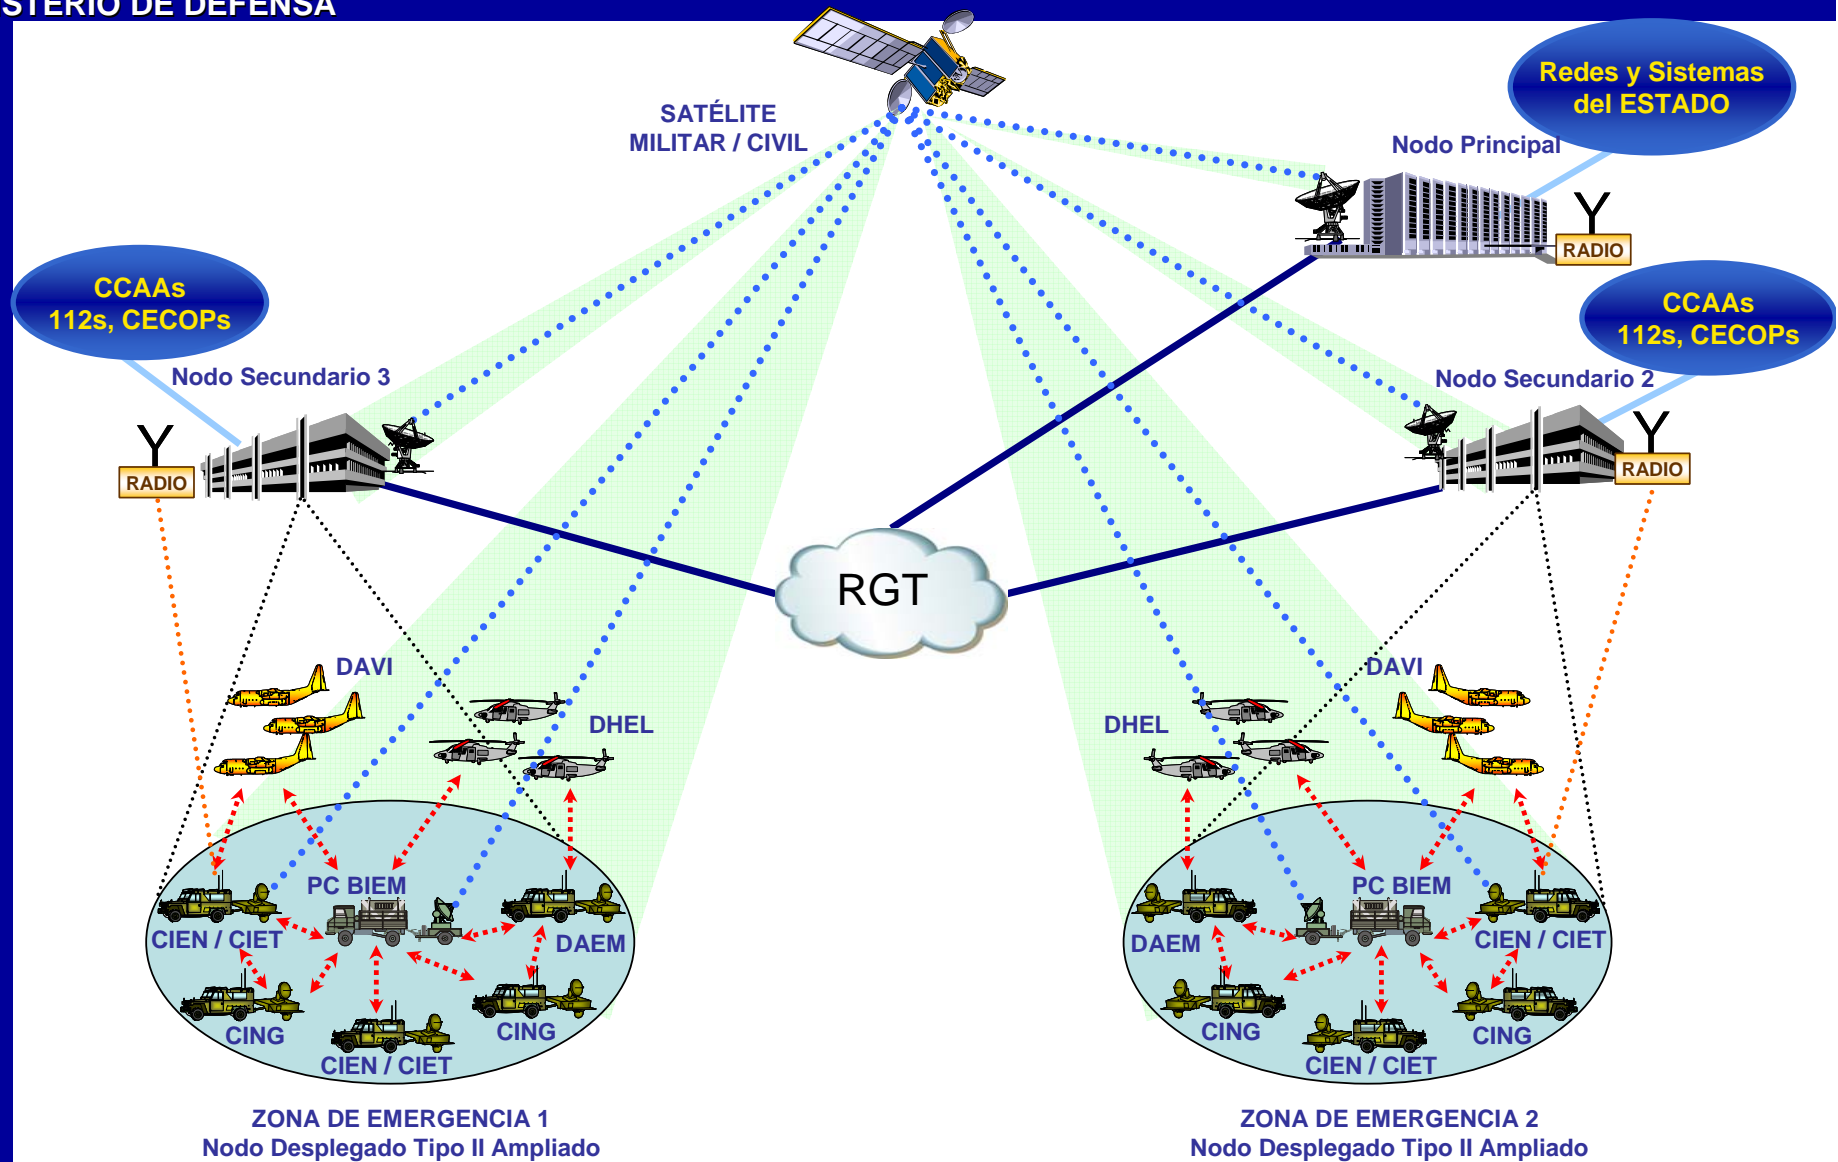 STERIO DE DEFENSA
SATÉLITE
MILITAR / CIVIL
Redes y Sistemas
del ESTADO
Nodo Principal
RADIO
CCAAs
112s, CECOPs
Nodo Secundario 3
RADIO
CCAAs
112s, CECOPs
Nodo Secundario 2
RADIO
RGT
DAVI
DHEL
DHEL
DAVI
PC BIEM
CIEN / CIET
DAEM
CING
CING
CIEN / CIET
PC BIEM
DAEM
CIEN / CIET
CING
CING
CIEN / CIET
ZONA DE EMERGENCIA 1
Nodo Desplegado Tipo II Ampliado
ZONA DE EMERGENCIA 2
Nodo Desplegado Tipo II Ampliado